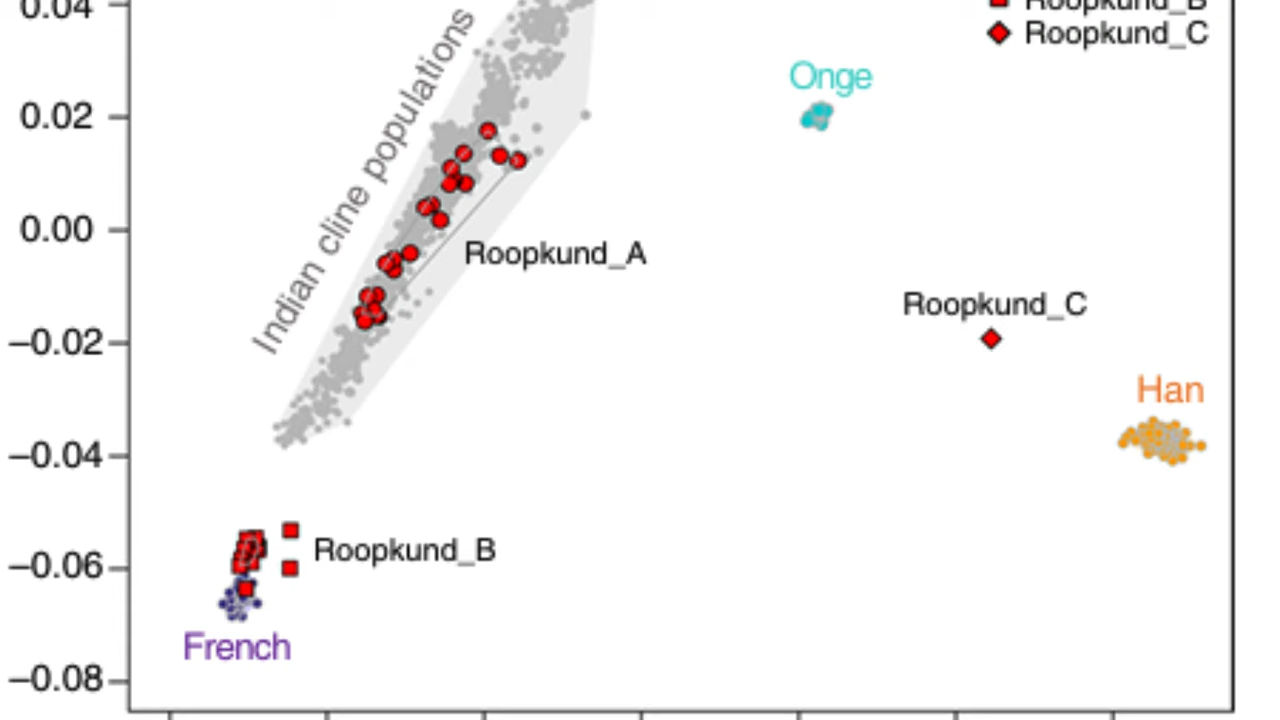 0.04
Roopkund_B
Roopkund_C
Indian cline populations
Onge
0.02
0.00
Roopkund_A
Roopkund_C
−0.02
Han
−0.04
Roopkund_B
−0.06
French
−0.08